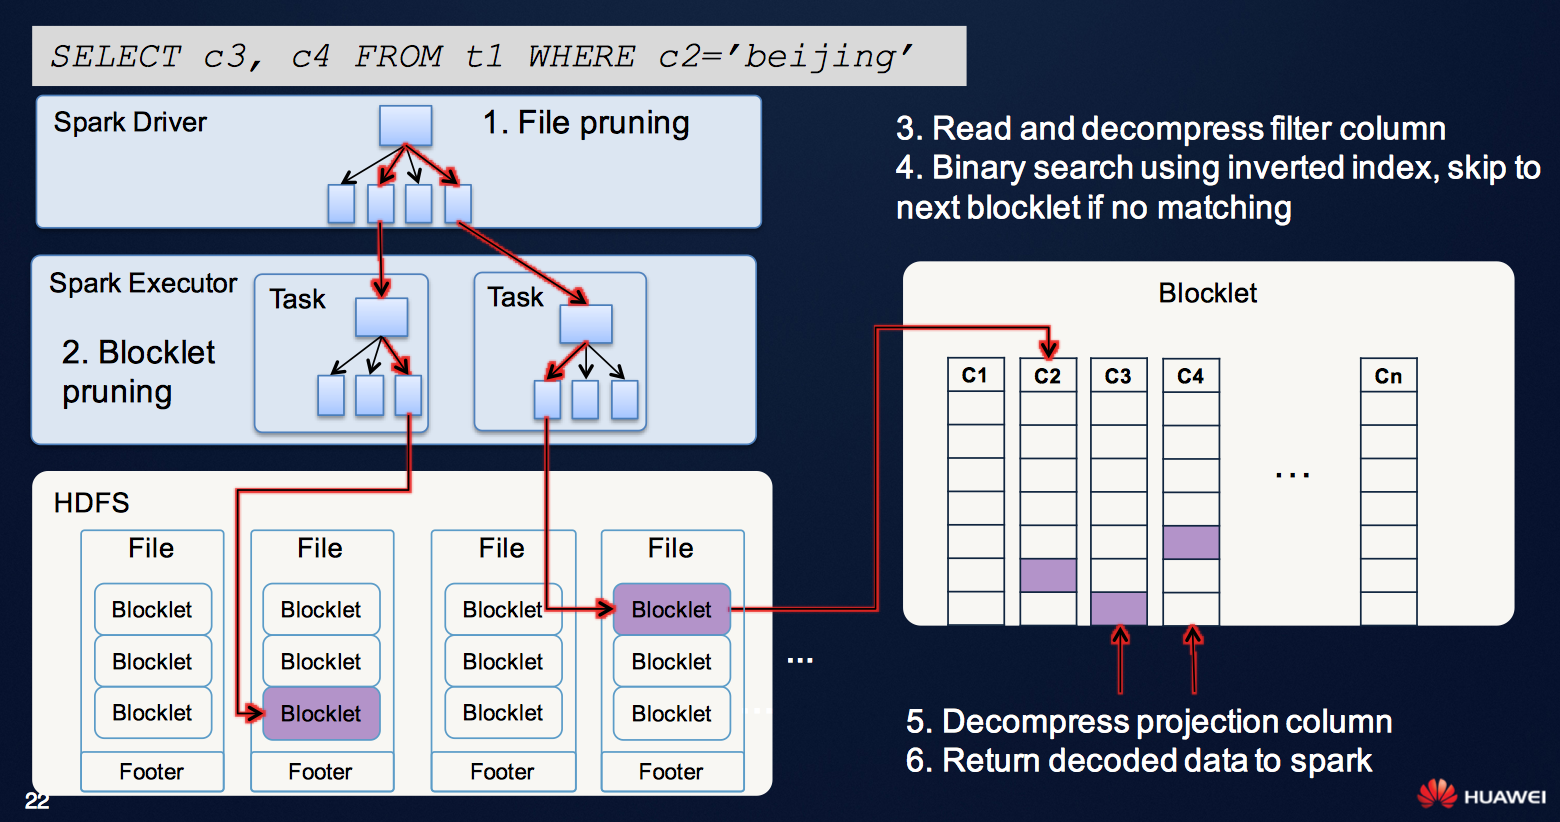 SELECT c3, c4 FROM t1 WHERE c2=’beijing’
Spark Driver
1. File pruning
Spark Executor
2. Blocklet
pruning
Task
Task
HDFS
File
Blocklet
Blocklet
Blocklet
Footer
File
Blocklet
Blocklet
Blocklet
Footer
File
Blocklet
Blocklet
Blocklet
Footer
File
Blocklet
Blocklet
Blocklet
Footer
...
...
3. Read and decompress filter column
4. Binary search using inverted index, skip to
next blocklet if no matching
Blocklet
C1 C2 C3 C4 ... Cn
5. Decompress projection column
6. Return decoded data to spark
22
HUAWEI